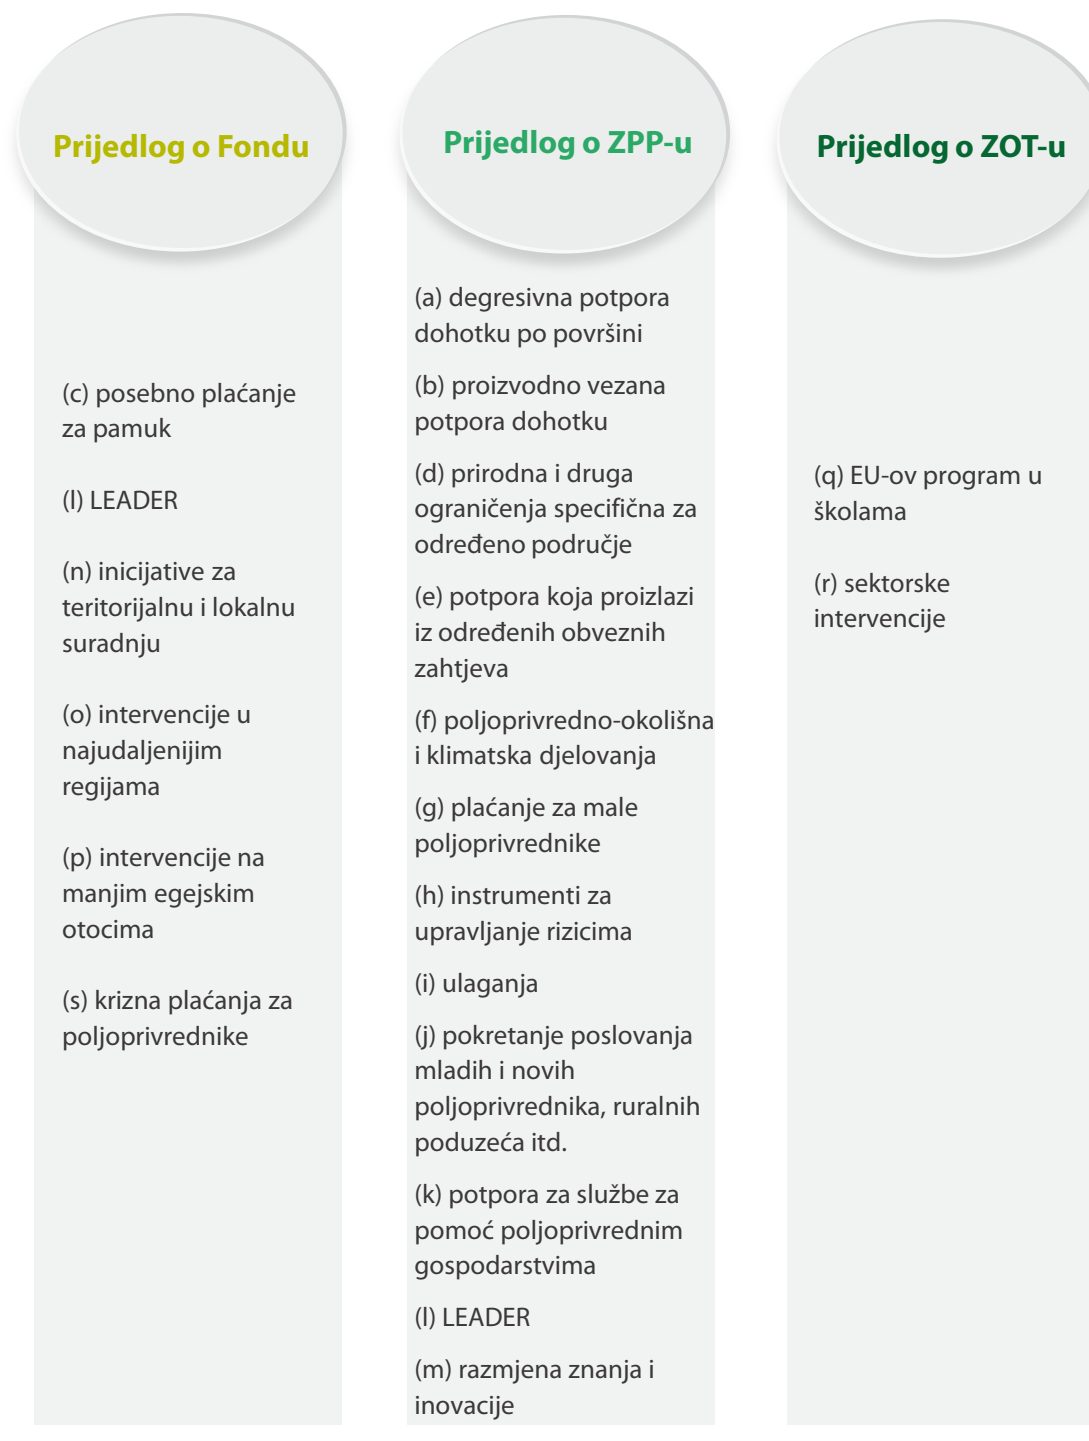 Prijedlog o Fondu
(c) posebno plaćanje
za pamuk
(l) LEADER
(n) inicijative za
teritorijalnu i lokalnu
suradnju
(o) intervencije u
najudaljenijim
regijama
(p) intervencije na
manjim egejskim
otocima
(s) krizna plaćanja za
poljoprivrednike
Prijedlog o ZPP-u
(a) degresivna potpora
dohotku po površini
(b) proizvodno vezana
potpora dohotku
(d) prirodna i druga
ograničenja specifična za
određeno područje
(e) potpora koja proizlazi
iz određenih obveznih
zahtjeva
(f) poljoprivredno-okolišna
i klimatska djelovanja
(g) plaćanje za male
poljoprivrednike
(h) instrumenti za
upravljanje rizicima
(i) ulaganja
(j) pokretanje poslovanja
mladih i novih
poljoprivrednika, ruralnih
poduzeća itd.
(k) potpora za službe za
pomoć poljoprivrednim
gospodarstvima
(l) LEADER
(m) razmjena znanja i
inovacije
Prijedlog o ZOT-u
(q) EU-ov program u
školama
(r) sektorske
intervencije